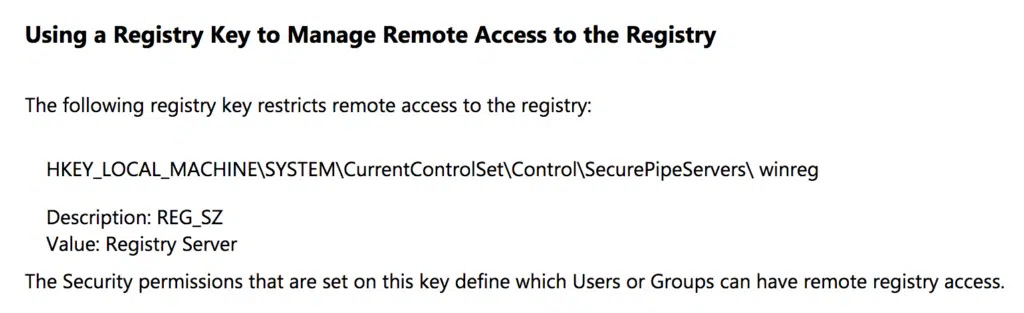 Using a Registry Key to Manage Remote Access to the Registry
The following registry key restricts remote access to the registry:
HKEY_LOCAL_MACHINE\SYSTEM\CurrentControlSet\Control\SecurePipeServers\ winreg
Description: REG_SZ
Value: Registry Server
The Security permissions that are set on this key define which Users or Groups can have remote registry access.